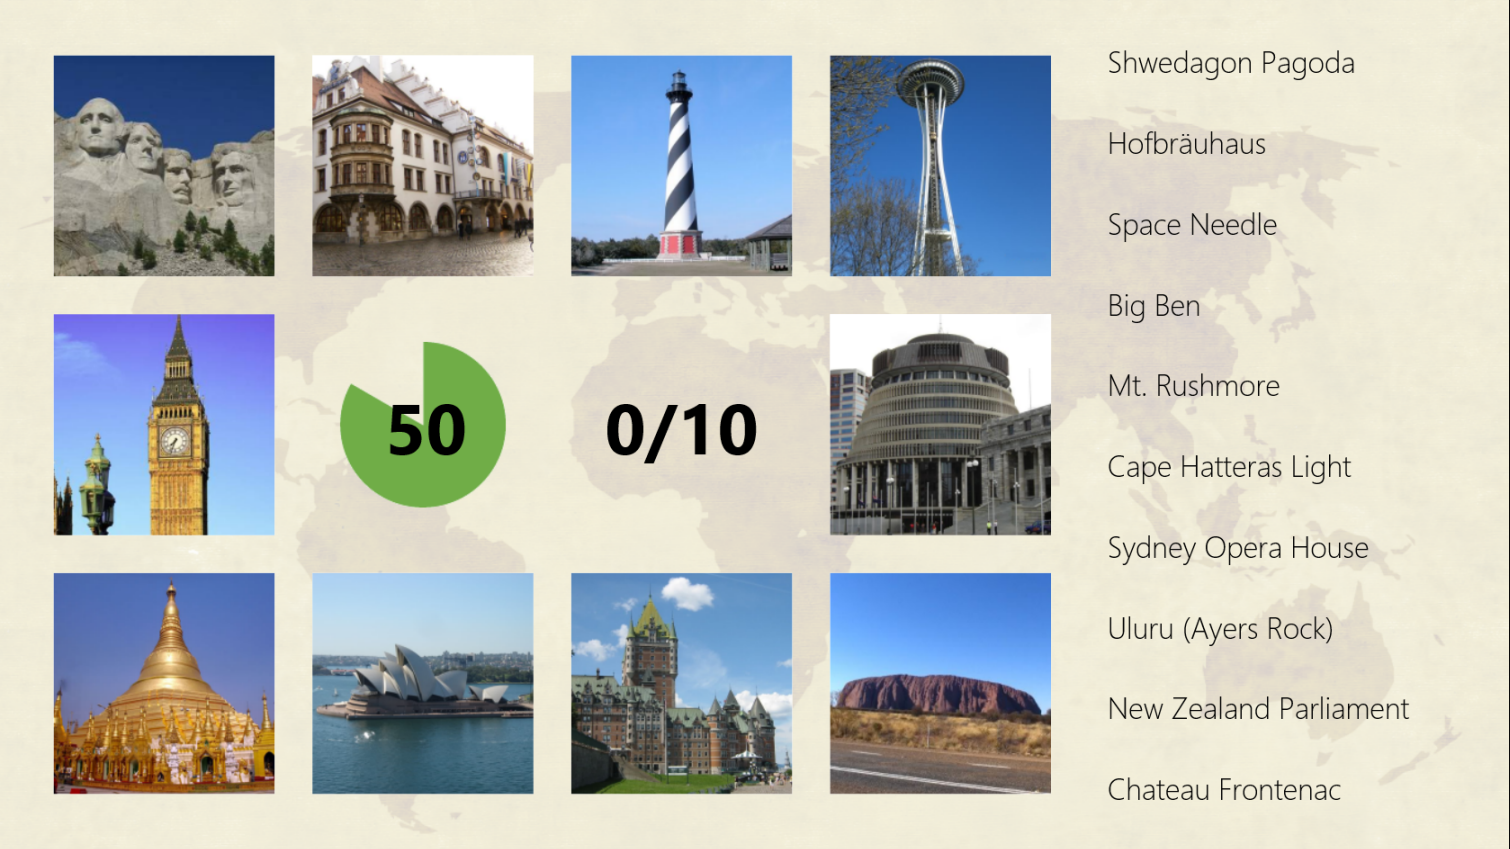 50
0/10
Shwedagon Pagoda
Hofbräuhaus
Space Needle
Big Ben
Mt. Rushmore
Cape Hatteras Light
Sydney Opera House
Uluru (Ayers Rock)
New Zealand Parliament
Chateau Frontenac